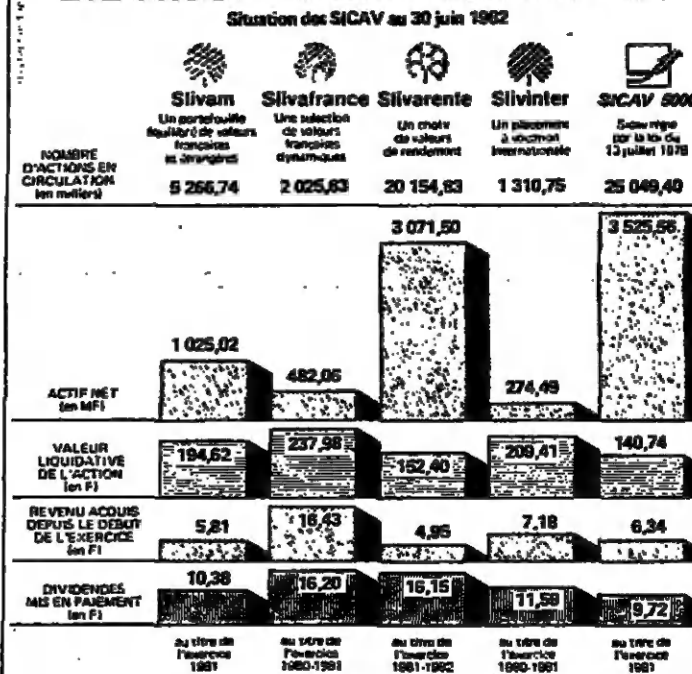 Situation des SICAV au 30 juin 1982
Slivam
Un portefeuille
équilibré de valeurs
françaises
et étrangères
Slivafrance
Une sélection
de valeurs
françaises
dynamiques
Slivarente
Un choix
de valeurs
de rendement
Slivinter
Un placement
à vocation
internationale
SICAV 5000
Sicav régie
par la loi du
13 juillet 1978
NOMBRE
D'ACTIONS EN
CIRCULATION
(en milliers)
5 266,74
2 025,63
20 154,83
1 310,75
25 049,40
ACTIF NET
(en MF)
1 025,02
482,06
3 071,50
274,49
3 525,56
VALEUR
LIQUIDATIVE
DE L'ACTION
(en F)
194,62
237,98
152,40
209,41
140,74
REVENU ACQUIS
DEPUIS LE DEBUT
DE L'EXERCICE
(en F)
5,81
16,43
4,95
7,18
6,34
DIVIDENDES
MIS EN PAIEMENT
(en F)
10,38
16,20
16,15
11,59
9,72
au titre de
l'exercice
1981
au titre de
l'exercice
1980-1981
au titre de
l'exercice
1981-1982
au titre de
l'exercice
1980-1981
au titre de
l'exercice
1981